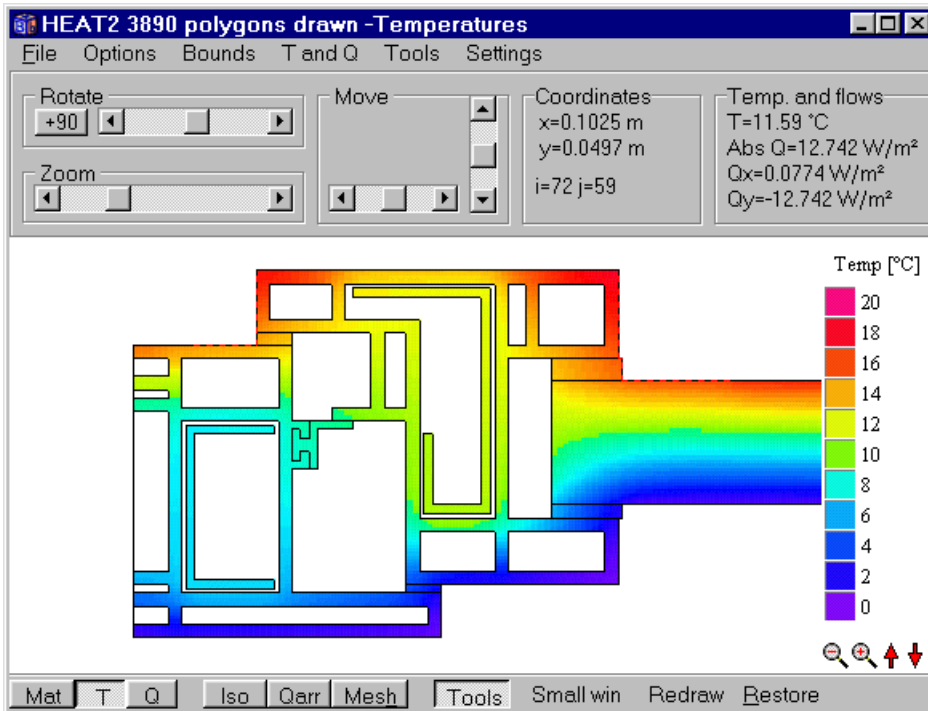 HEAT2 3890 polygons drawn -Temperatures
File Options Bounds T and Q Tools Settings
Rotate
+90
Zoom
Move
Coordinates
x=0.1025 m
y=0.0497 m
i=72 j=59
Temp. and flows
T=11.59 °C
Abs Q=12.742 W/m²
Qx=0.0774 W/m²
Qy=-12.742 W/m²
Temp [°C]
20
18
16
14
12
10
8
6
4
2
0
Mat T Q Iso Qarr Mesh Tools Small win Redraw Restore